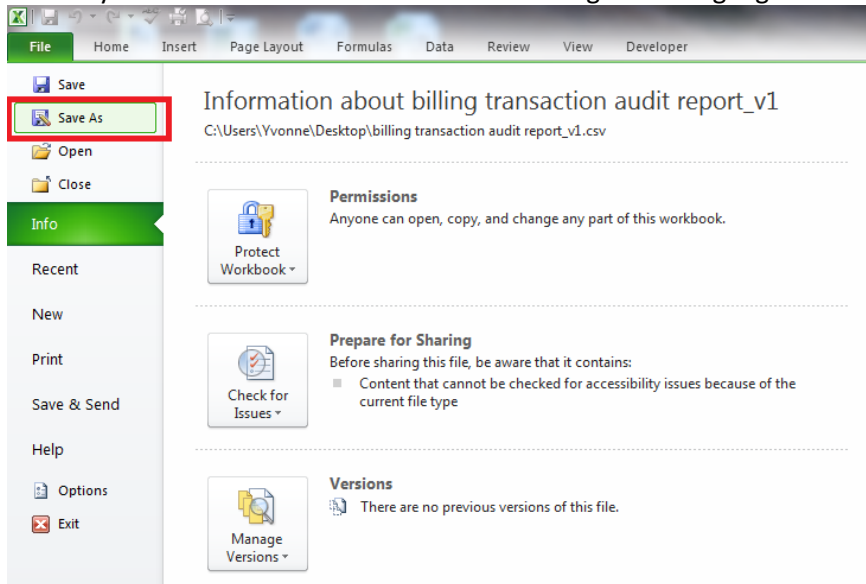 File Home Insert Page Layout Formulas Data Review View Developer
Save
Save As
Open
Close
Info
Recent
New
Print
Save & Send
Help
Options
Exit
Information about billing transaction audit report_v1
C:\Users\Yvonne\Desktop\billing transaction audit report_v1.csv
Protect
Workbook
Permissions
Anyone can open, copy, and change any part of this workbook.
Check for
Issues
Prepare for Sharing
Before sharing this file, be aware that it contains:
Content that cannot be checked for accessibility issues because of the
current file type
Manage
Versions
Versions
There are no previous versions of this file.